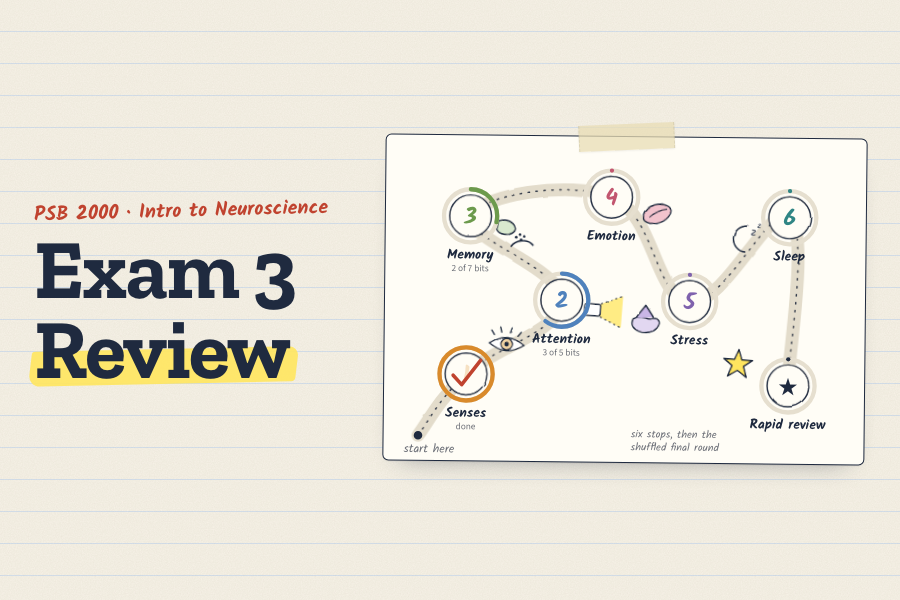 PSB 2000 · Intro to Neuroscience
Exam 3
Review
3
Memory
2 of 7 bits
4
Emotion
6
Sleep
z z
2
Attention
3 of 5 bits
5
Stress
Senses
done
start here
Rapid review
six stops, then the
shuffled final round